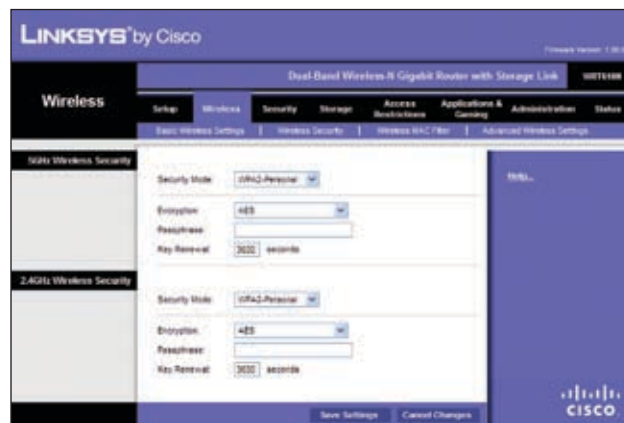 LINKSYS® by Cisco
Firmware Version:
Dual-Band Wireless-N Gigabit Router with Storage Link
Wireless
Setup Wireless Security Storage Access Restrictions Applications & Gaming Administration Status
Basic Wireless Settings | Wireless Security | Wireless MAC Filter | Advanced Wireless Settings
5GHz Wireless Security
Security Mode: WPA2-Personal
Help...
Encryption: AES
Passphrase:
Key Renewal: 3600 seconds
2.4GHz Wireless Security
Security Mode: WPA2-Personal
Encryption: AES
Passphrase:
Key Renewal: 3600 seconds
Save Settings Cancel Changes
CISCO